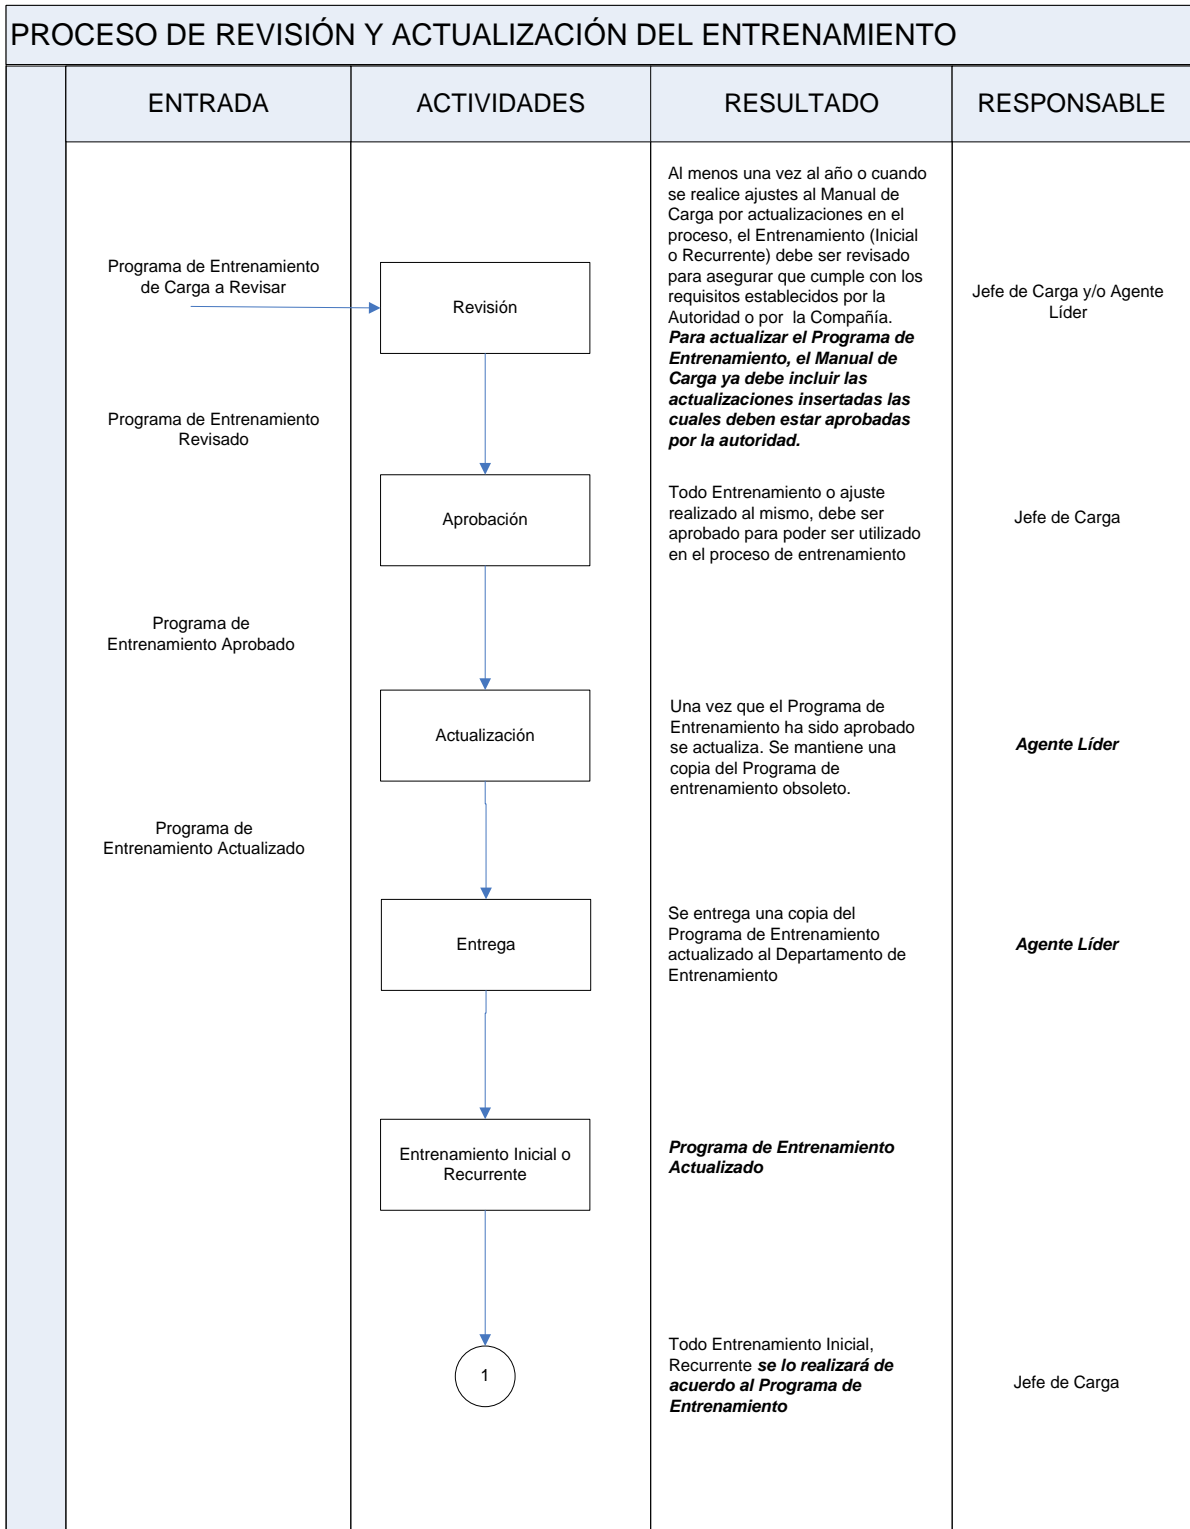 PROCESO DE REVISIÓN Y ACTUALIZACIÓN DEL ENTRENAMIENTO
ENTRADA
ACTIVIDADES
RESULTADO
RESPONSABLE
Programa de Entrenamiento
de Carga a Revisar
Revisión
Al menos una vez al año o cuando
se realice ajustes al Manual de
Carga por actualizaciones en el
proceso, el Entrenamiento (Inicial
o Recurrente) debe ser revisado
para asegurar que cumple con los
requisitos establecidos por la
Autoridad o por la Compañía.
Para actualizar el Programa de
Entrenamiento, el Manual de
Carga ya debe incluir las
actualizaciones insertadas las
cuales deben estar aprobadas
por la autoridad.
Jefe de Carga y/o Agente
Líder
Programa de Entrenamiento
Revisado
Aprobación
Todo Entrenamiento o ajuste
realizado al mismo, debe ser
aprobado para poder ser utilizado
en el proceso de entrenamiento
Jefe de Carga
Programa de
Entrenamiento Aprobado
Actualización
Una vez que el Programa de
Entrenamiento ha sido aprobado
se actualiza. Se mantiene una
copia del Programa de
entrenamiento obsoleto.
Agente Líder
Programa de
Entrenamiento Actualizado
Entrega
Se entrega una copia del
Programa de Entrenamiento
actualizado al Departamento de
Entrenamiento
Agente Líder
Entrenamiento Inicial o
Recurrente
Programa de Entrenamiento
Actualizado
1
Todo Entrenamiento Inicial,
Recurrente se lo realizará de
acuerdo al Programa de
Entrenamiento
Jefe de Carga